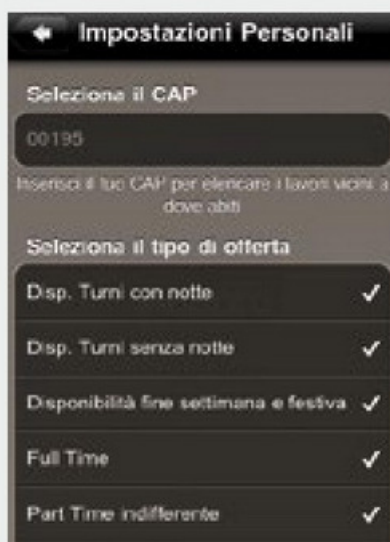 Impostazioni Personali
Seleziona il CAP
00195
Inserisci il tuo CAP per elencare i lavori vicini a
dove abiti
Seleziona il tipo di offerta
Disp. Turni con notte
Disp. Turni senza notte
Disponibilità fine settimana e festiva
Full Time
Part Time indifferente